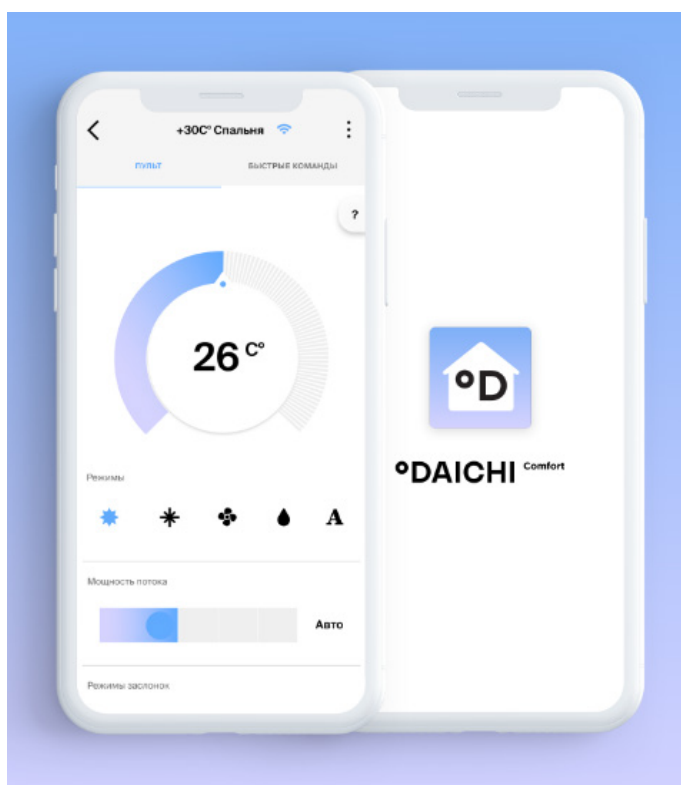 +30C° Спальня
ПУЛЬТ
БЫСТРЫЕ КОМАНДЫ
?
26 C°
Режимы
A
Мощность потока
Авто
Режимы заслонок
°D
°DAICHI Comfort